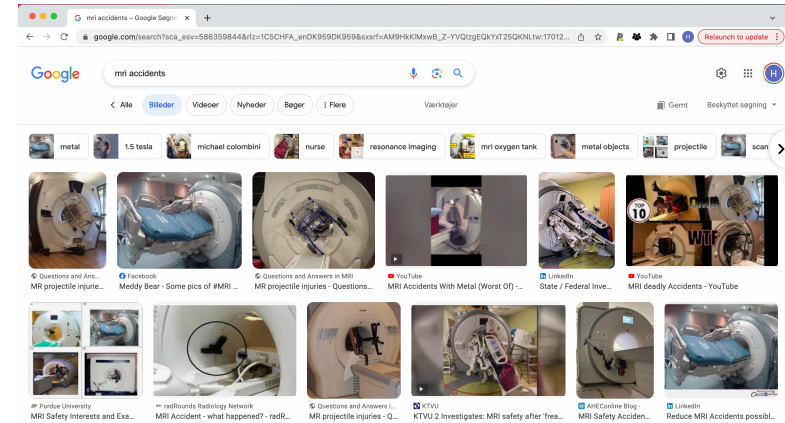 mri accidents – Google Søgnin
google.com/search?sca_esv=586359844&rlz=1C5CHFA_enDK959DK959&sxsrf=AM9HkKlMxwB_Z-YVQIzgEQkYxT25QKNLtw:17012...
H
Relaunch to update
Google
mri accidents
H
Alle
Billeder
Videoer
Nyheder
Bøger
Flere
Værktøjer
Gemt
Beskyttet søgning
metal
1.5 tesla
michael colombini
nurse
resonance imaging
mri oxygen tank
metal objects
projectile
scan
TOP
10
OMG
WTF
Questions and Ans...
MR projectile injurie...
Facebook
Meddy Bear - Some pics of #MRI ...
Questions and Answers in MRI
MR projectile injuries - Questions...
YouTube
MRI Accidents With Metal (Worst Of) -...
LinkedIn
State / Federal Inve...
YouTube
MRI deadly Accidents - YouTube
Purdue University
MRI Safety Interests and Exa...
radRounds Radiology Network
MRI Accident - what happened? - radR...
Questions and Answers i...
MR projectile injuries - Q...
KTVU
KTVU 2 Investigates: MRI safety after 'frea...
AHEConline Blog -
MRI Safety Acciden...
LinkedIn
Reduce MRI Accidents possibl...